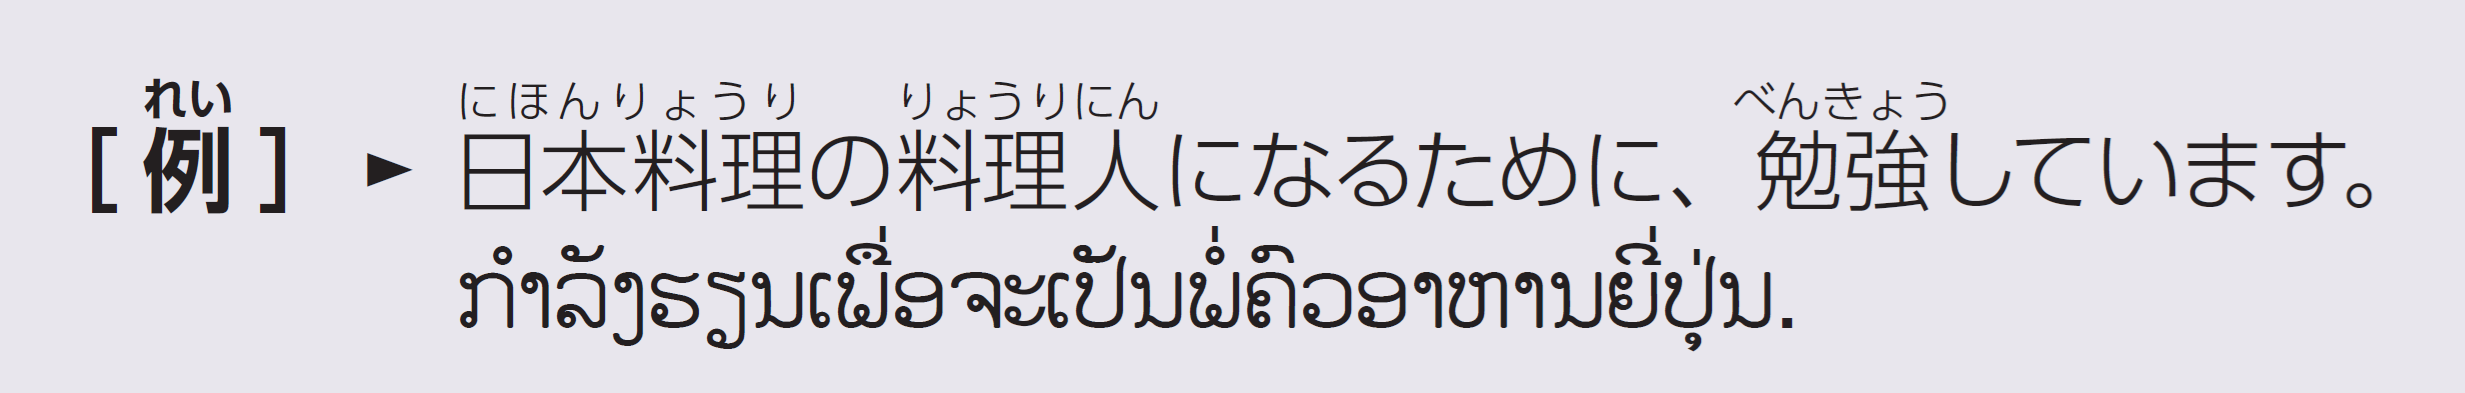 れい にほんりょうり りょうりにん べんきょう
[例] ► 日本料理の料理人になるために、勉強しています。
ກຳລັງຮຽນເພື່ອຈະເປັນພໍ່ຄົວອາຫານຍີ່ປຸ່ນ.